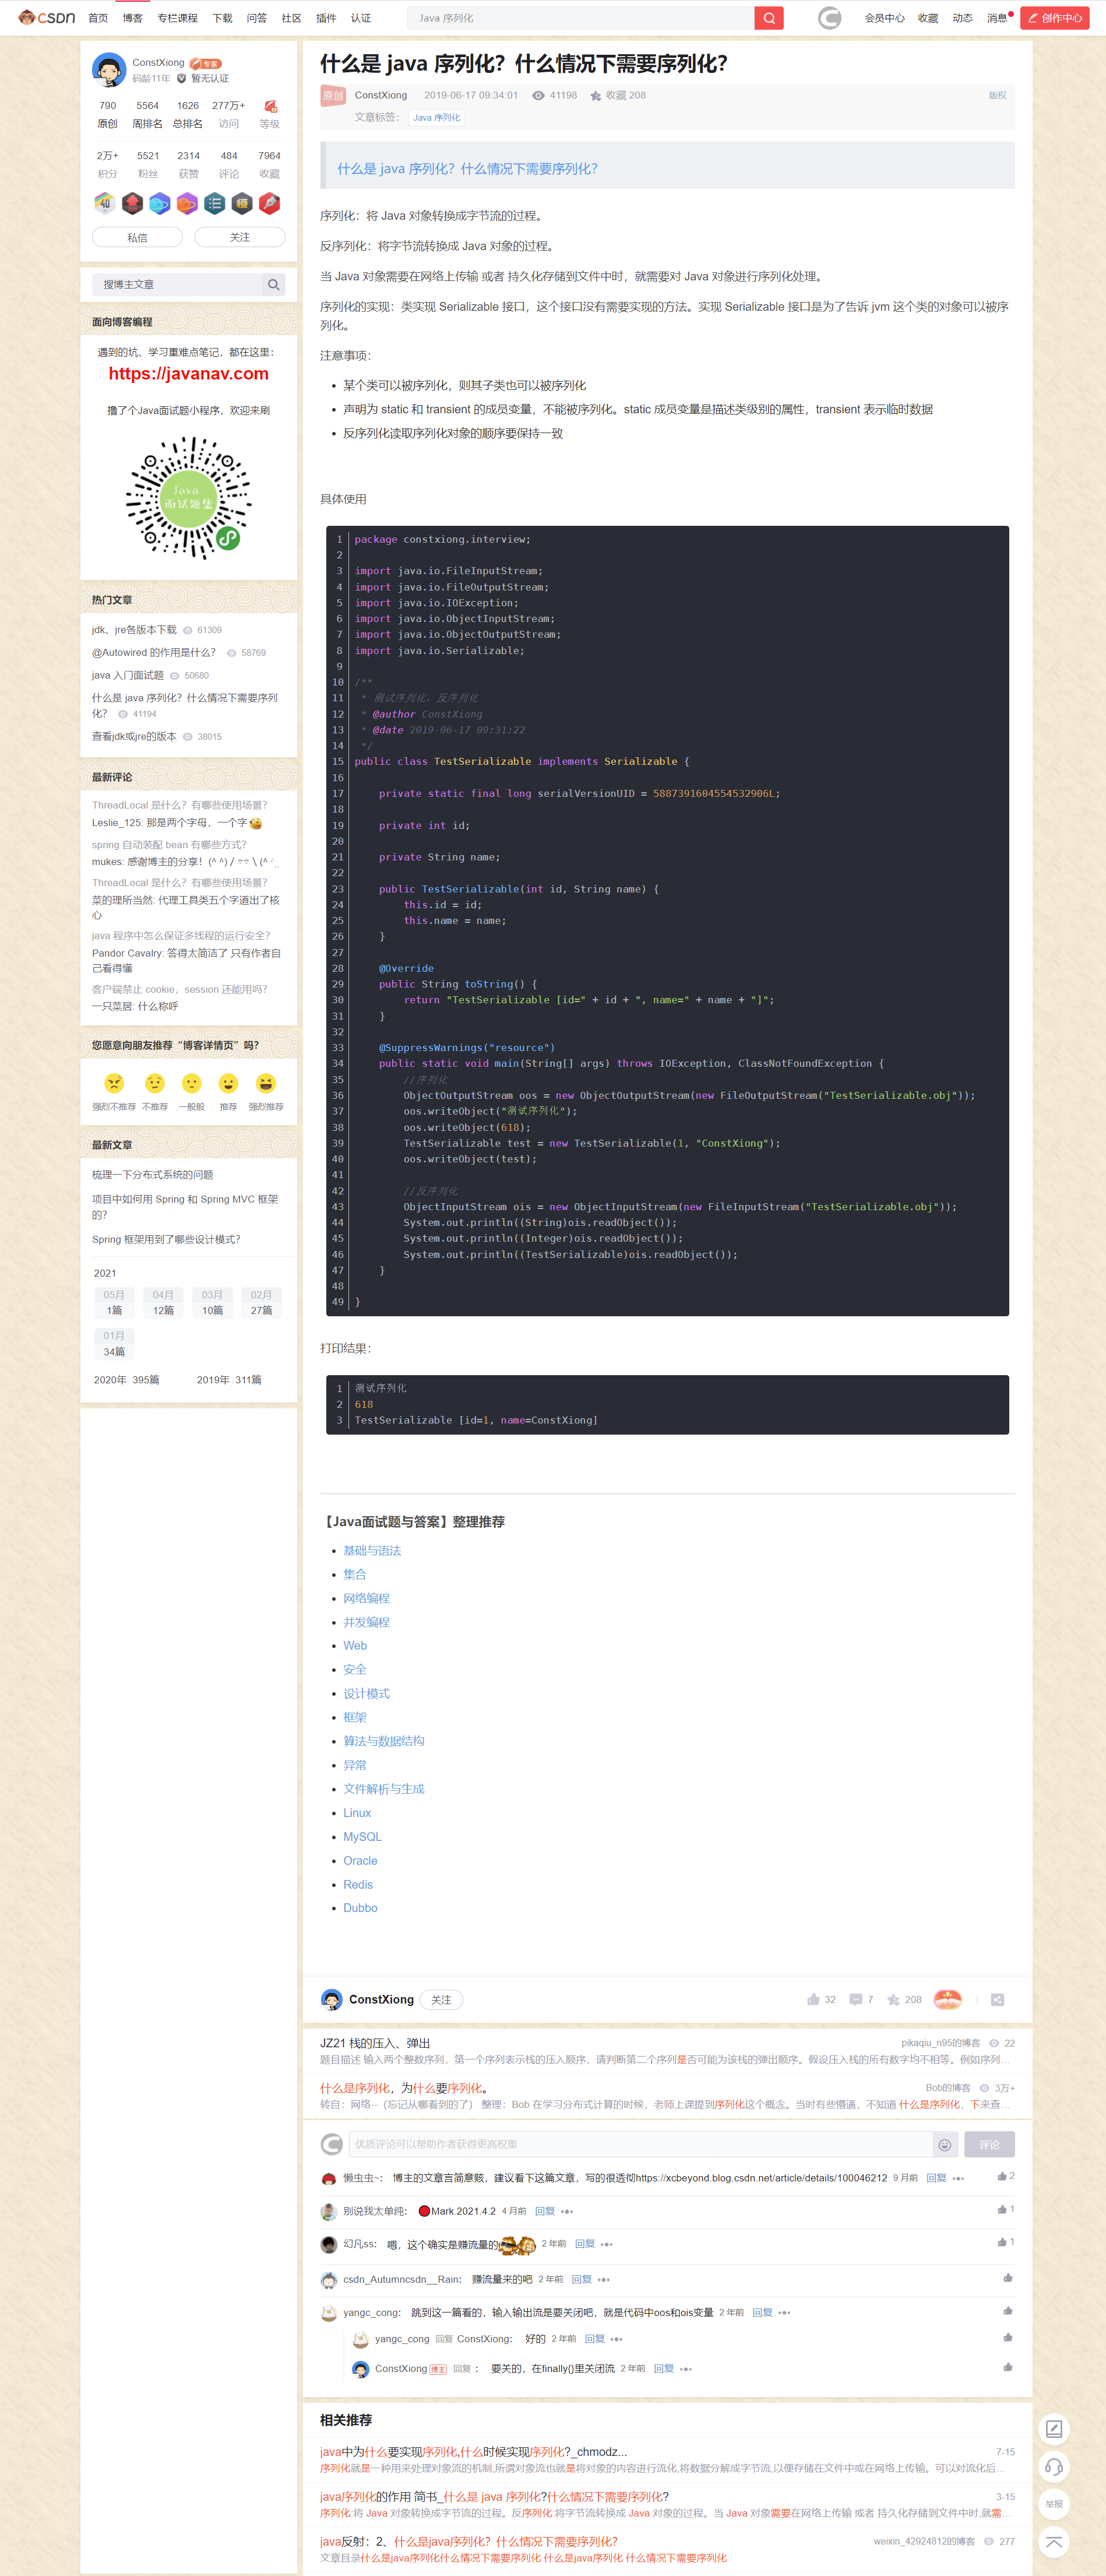 CSDN 首页 博客 专栏课程 下载 问答 社区 插件 认证 Java 序列化 会员中心 收藏 动态 消息 创作中心
ConstXiong 专家
码龄11年 暂无认证
790 5564 1626 277万+
原创 周排名 总排名 访问 等级
2万+ 5521 2314 484 7964
积分 粉丝 获赞 评论 收藏
私信 关注
搜博主文章
面向博客编程
遇到的坑、学习重难点笔记，都在这里：
https://javanav.com
撸了个Java面试题小程序，欢迎来刷
Java
面试题集
热门文章
jdk、jre各版本下载 61309
@Autowired 的作用是什么？ 58769
java 入门面试题 50680
什么是 java 序列化？什么情况下需要序列
化？ 41194
查看jdk或jre的版本 38015
最新评论
ThreadLocal 是什么？有哪些使用场景？
Leslie_125: 那是两个字母，一个字
spring 自动装配 bean 有哪些方式？
mukes: 感谢博主的分享！(^ ^) / ▽▽ \ (^ ^
ThreadLocal 是什么？有哪些使用场景？
菜的理所当然: 代理工具类五个字道出了核
心
java 程序中怎么保证多线程的运行安全？
Pandor Cavalry: 答得太简洁了 只有作者自
己看得懂
客户端禁止 cookie，session 还能用吗？
一只菜居: 什么称呼
您愿意向朋友推荐“博客详情页”吗？
强烈不推荐 不推荐 一般般 推荐 强烈推荐
最新文章
梳理一下分布式系统的问题
项目中如何用 Spring 和 Spring MVC 框架
的？
Spring 框架用到了哪些设计模式？
2021
05月 04月 03月 02月
1篇 12篇 10篇 27篇
01月
34篇
2020年 395篇 2019年 311篇
什么是 java 序列化？什么情况下需要序列化？
原创 ConstXiong 2019-06-17 09:34:01 41198 收藏 208 版权
文章标签： Java 序列化
什么是 java 序列化？什么情况下需要序列化？
序列化：将 Java 对象转换成字节流的过程。
反序列化：将字节流转换成 Java 对象的过程。
当 Java 对象需要在网络上传输 或者 持久化存储到文件中时，就需要对 Java 对象进行序列化处理。
序列化的实现：类实现 Serializable 接口，这个接口没有需要实现的方法。实现 Serializable 接口是为了告诉 jvm 这个类的对象可以被序
列化。
注意事项：
某个类可以被序列化，则其子类也可以被序列化
声明为 static 和 transient 的成员变量，不能被序列化。static 成员变量是描述类级别的属性，transient 表示临时数据
反序列化读取序列化对象的顺序要保持一致
具体使用
1 package constxiong.interview;
2
3 import java.io.FileInputStream;
4 import java.io.FileOutputStream;
5 import java.io.IOException;
6 import java.io.ObjectInputStream;
7 import java.io.ObjectOutputStream;
8 import java.io.Serializable;
9
10 /**
11  * 测试序列化，反序列化
12  * @author ConstXiong
13  * @date 2019-06-17 09:31:22
14  */
15 public class TestSerializable implements Serializable {
16
17     private static final long serialVersionUID = 5887391604554532906L;
18
19     private int id;
20
21     private String name;
22
23     public TestSerializable(int id, String name) {
24         this.id = id;
25         this.name = name;
26     }
27
28     @Override
29     public String toString() {
30         return "TestSerializable [id=" + id + ", name=" + name + "]";
31     }
32
33     @SuppressWarnings("resource")
34     public static void main(String[] args) throws IOException, ClassNotFoundException {
35         //序列化
36         ObjectOutputStream oos = new ObjectOutputStream(new FileOutputStream("TestSerializable.obj"));
37         oos.writeObject("测试序列化");
38         oos.writeObject(618);
39         TestSerializable test = new TestSerializable(1, "ConstXiong");
40         oos.writeObject(test);
41
42         //反序列化
43         ObjectInputStream ois = new ObjectInputStream(new FileInputStream("TestSerializable.obj"));
44         System.out.println((String)ois.readObject());
45         System.out.println((Integer)ois.readObject());
46         System.out.println((TestSerializable)ois.readObject());
47     }
48
49 }
打印结果：
1 测试序列化
2 618
3 TestSerializable [id=1, name=ConstXiong]
【Java面试题与答案】整理推荐
基础与语法
集合
网络编程
并发编程
Web
安全
设计模式
框架
算法与数据结构
异常
文件解析与生成
Linux
MySQL
Oracle
Redis
Dubbo
ConstXiong 关注 32 7 208
JZ21 栈的压入、弹出 pikaqiu_n95的博客 22
题目描述 输入两个整数序列，第一个序列表示栈的压入顺序，请判断第二个序列是否可能为该栈的弹出顺序。假设压入栈的所有数字均不相等。例如序列…
什么是序列化，为什么要序列化。 Bob的博客 3万+
转自：网络--（忘记从哪看到的了） 整理：Bob 在学习分布式计算的时候，老师上课提到序列化这个概念。当时有些懵逼，不知道 什么是序列化，下来查…
优质评论可以帮助作者获得更高权重 评论
懒虫虫~： 博主的文章言简意赅，建议看下这篇文章，写的很透彻https://xcbeyond.blog.csdn.net/article/details/100046212 9 月前 回复 2
别说我太单纯： Mark.2021.4.2 4 月前 回复 1
幻凡ss： 嗯，这个确实是赚流量的 2 年前 回复 1
csdn_Autumncsdn__Rain： 赚流量来的吧 2 年前 回复
yangc_cong： 跳到这一篇看的，输入输出流是要关闭吧，就是代码中oos和ois变量 2 年前 回复
yangc_cong 回复 ConstXiong： 好的 2 年前 回复
ConstXiong 博主 回复 ： 要关的，在finally{}里关闭流 2 年前 回复
相关推荐
java中为什么要实现序列化,什么时候实现序列化?_chmodz... 7-15
序列化就是一种用来处理对象流的机制,所谓对象流也就是将对象的内容进行流化,将数据分解成字节流,以便存储在文件中或在网络上传输。可以对流化后…
java序列化的作用 简书_什么是 java 序列化?什么情况下需要序列化? 3-15
序列化:将 Java 对象转换成字节流的过程。反序列化:将字节流转换成 Java 对象的过程。当 Java 对象需要在网络上传输 或者 持久化存储到文件中时,就需…
java反射：2、什么是java序列化？什么情况下需要序列化？ weixin_42924812的博客 277
文章目录什么是java序列化什么情况下需要序列化 什么是java序列化 什么情况下需要序列化
举报